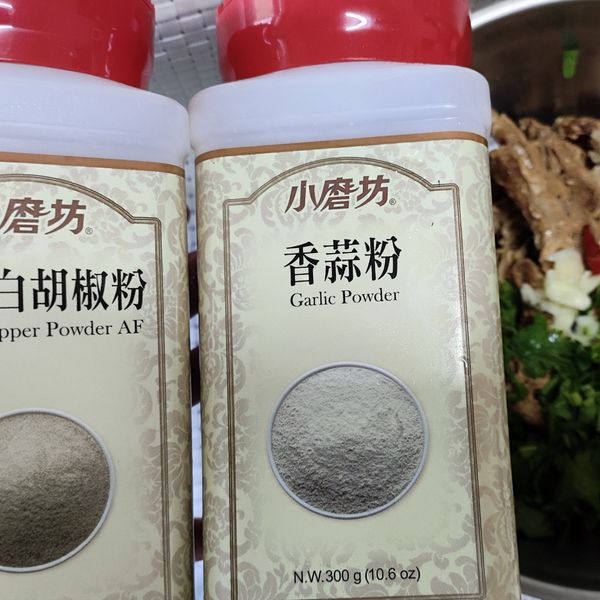 磨坊®
白胡椒粉
pper Powder AF
小磨坊®
香蒜粉
Garlic Powder
N.W.300 g (10.6 oz)